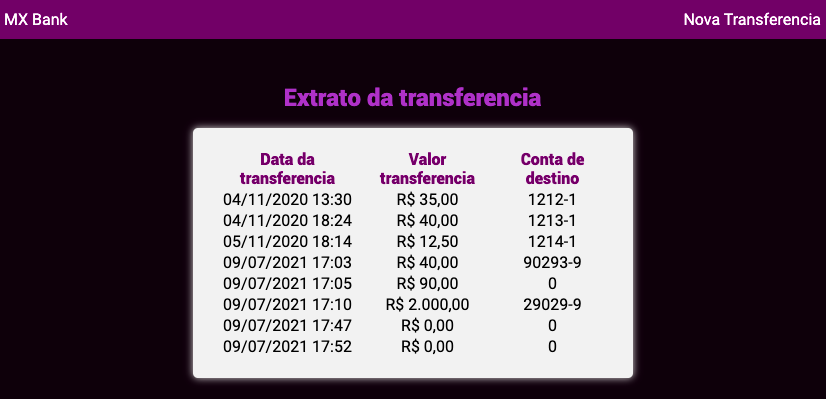 MX Bank Nova Transferencia
Extrato da transferencia
Data da Valor Conta de
transferencia transferencia destino
04/11/2020 13:30 R$ 35,00 1212-1
04/11/2020 18:24 R$ 40,00 1213-1
05/11/2020 18:14 R$ 12,50 1214-1
09/07/2021 17:03 R$ 40,00 90293-9
09/07/2021 17:05 R$ 90,00 0
09/07/2021 17:10 R$ 2.000,00 29029-9
09/07/2021 17:47 R$ 0,00 0
09/07/2021 17:52 R$ 0,00 0